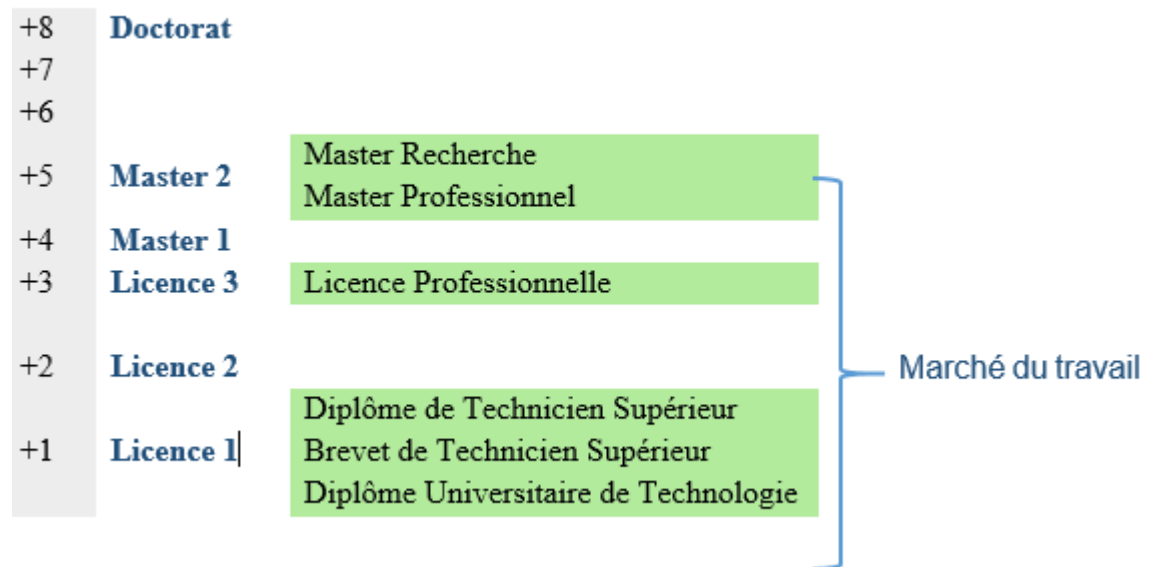 +8 Doctorat
+7
+6
Master Recherche
+5 Master 2
Master Professionnel
+4 Master 1
+3 Licence 3 Licence Professionnelle
+2 Licence 2 Marché du travail
Diplôme de Technicien Supérieur
+1 Licence 1 Brevet de Technicien Supérieur
Diplôme Universitaire de Technologie